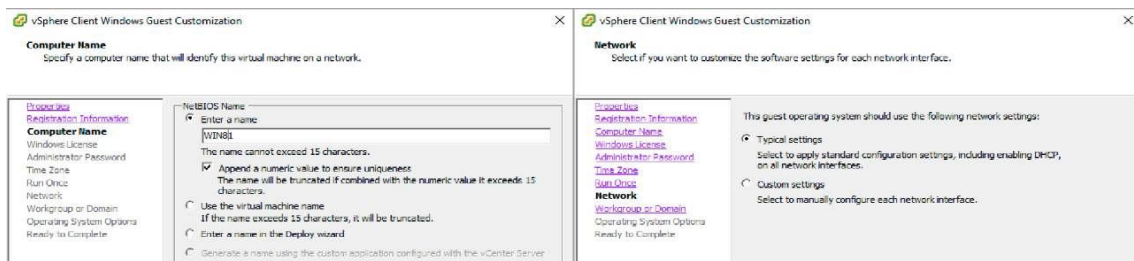 vSphere Client Windows Guest Customization
Computer Name
Specify a computer name that will identify this virtual machine on a network.
Properties
Registration Information
Computer Name
Windows License
Administrator Password
Time Zone
Run Once
Network
Workgroup or Domain
Operating System Options
Ready to Complete
NetBIOS Name
Enter a name
WIN81
The name cannot exceed 15 characters.
Append a numeric value to ensure uniqueness
The name will be truncated if combined with the numeric value it exceeds 15
characters.
Use the virtual machine name
If the name exceeds 15 characters, it will be truncated.
Enter a name in the Deploy wizard
Generate a name using the custom application configured with the vCenter Server
vSphere Client Windows Guest Customization
Network
Select if you want to customize the software settings for each network interface.
Properties
Registration Information
Computer Name
Windows License
Administrator Password
Time Zone
Run Once
Network
Workgroup or Domain
Operating System Options
Ready to Complete
This guest operating system should use the following network settings:
Typical settings
Select to apply standard configuration settings, including enabling DHCP,
on all network interfaces.
Custom settings
Select to manually configure each network interface.